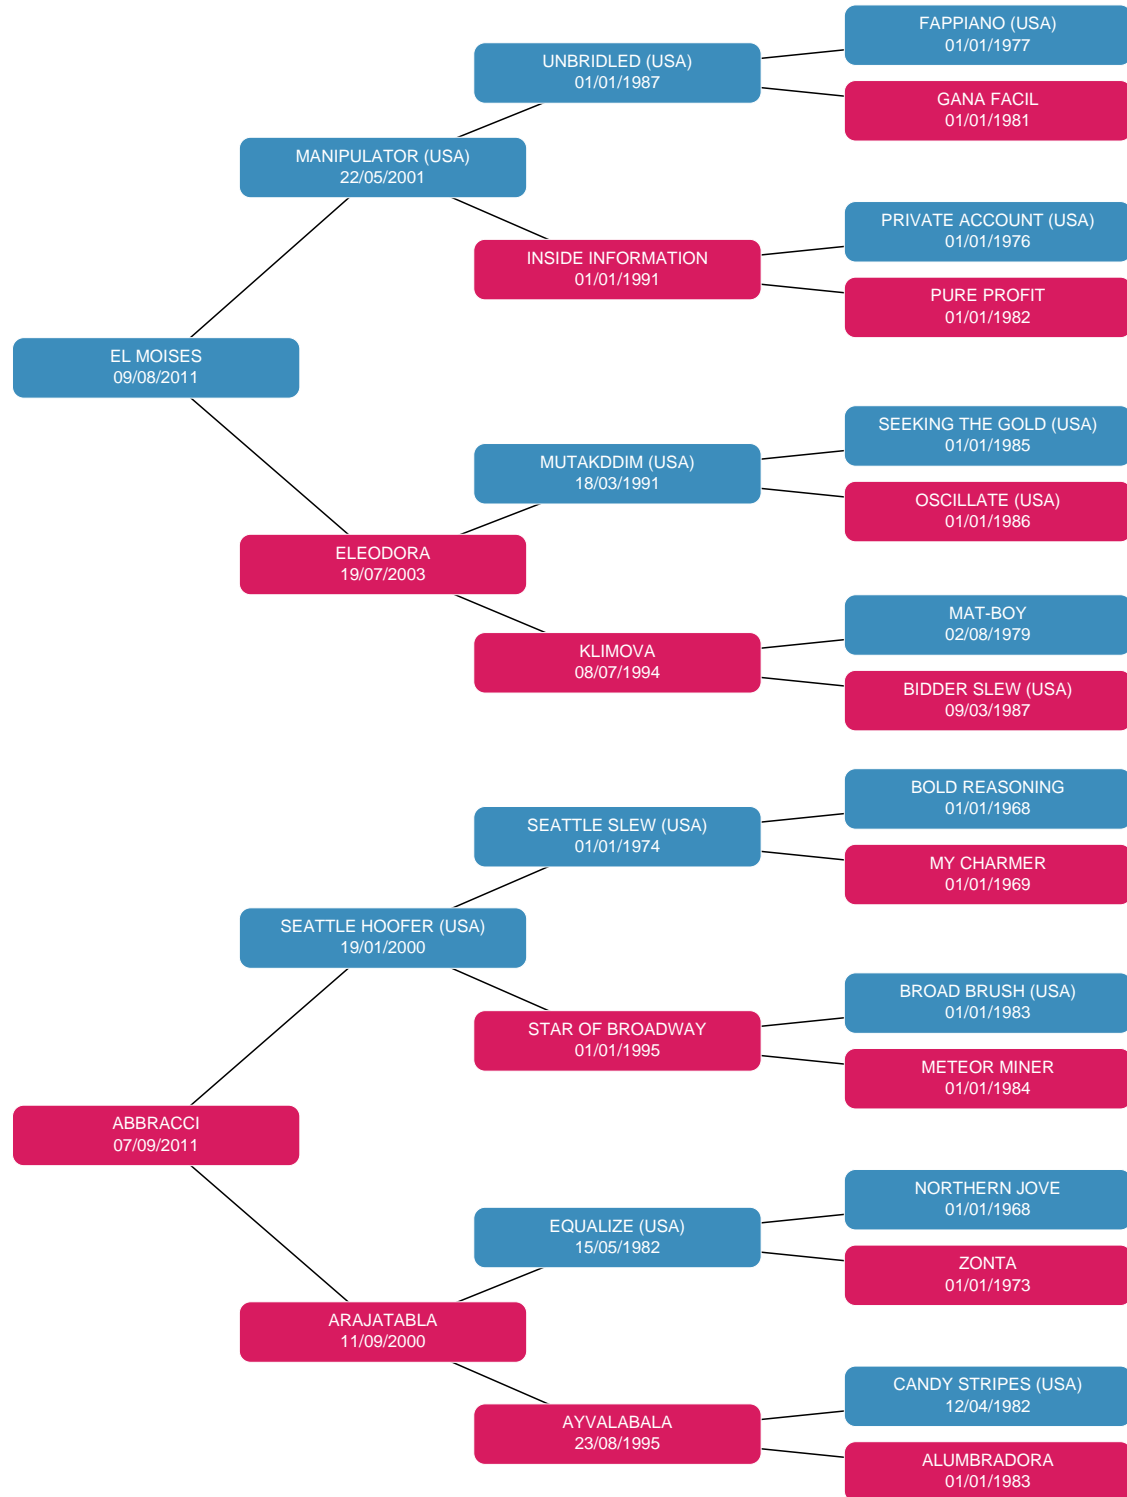 FAPPIANO (USA)
01/01/1977
UNBRIDLED (USA)
01/01/1987
GANA FACIL
01/01/1981
MANIPULATOR (USA)
22/05/2001
PRIVATE ACCOUNT (USA)
01/01/1976
INSIDE INFORMATION
01/01/1991
PURE PROFIT
01/01/1982
EL MOISES
09/08/2011
SEEKING THE GOLD (USA)
01/01/1985
MUTAKDDIM (USA)
18/03/1991
OSCILLATE (USA)
01/01/1986
ELEODORA
19/07/2003
MAT-BOY
02/08/1979
KLIMOVA
08/07/1994
BIDDER SLEW (USA)
09/03/1987
BOLD REASONING
01/01/1968
SEATTLE SLEW (USA)
01/01/1974
MY CHARMER
01/01/1969
SEATTLE HOOFER (USA)
19/01/2000
BROAD BRUSH (USA)
01/01/1983
STAR OF BROADWAY
01/01/1995
METEOR MINER
01/01/1984
ABBRACCI
07/09/2011
NORTHERN JOVE
01/01/1968
EQUALIZE (USA)
15/05/1982
ZONTA
01/01/1973
ARAJATABLA
11/09/2000
CANDY STRIPES (USA)
12/04/1982
AYVALABALA
23/08/1995
ALUMBRADORA
01/01/1983